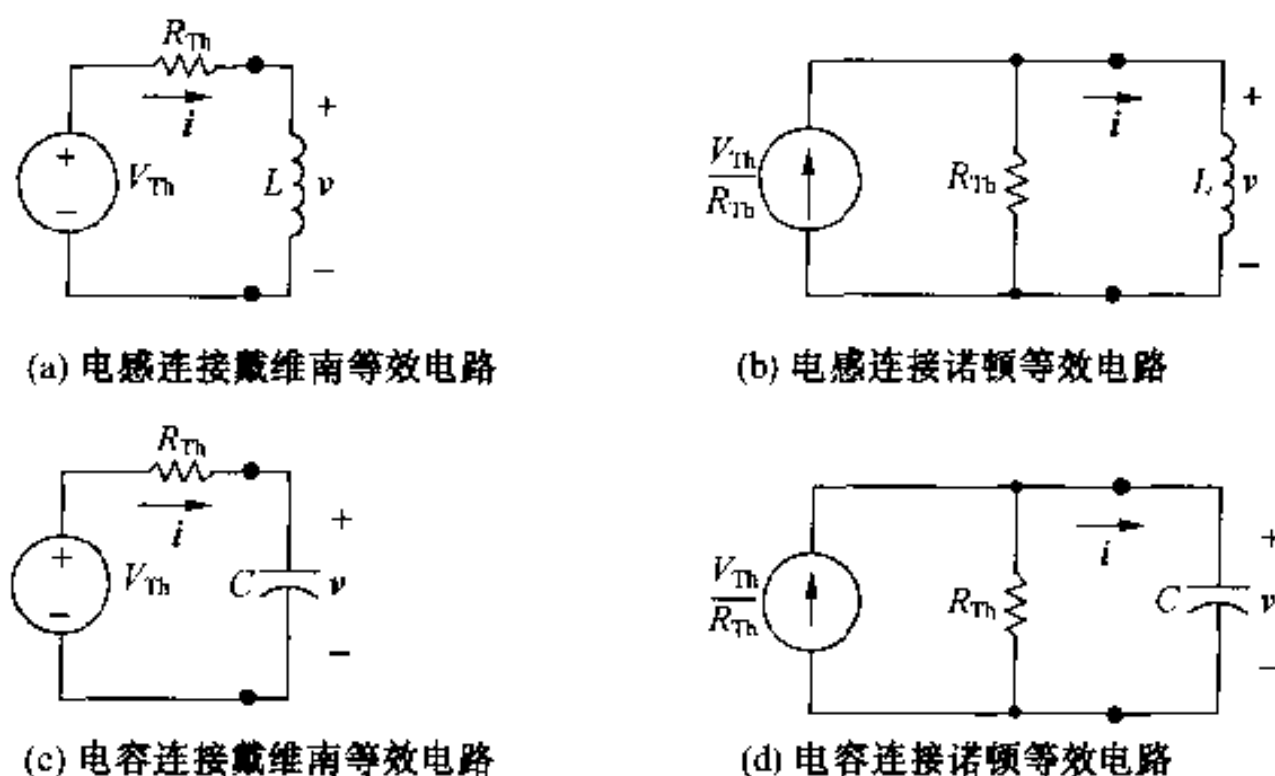 R_Th
i
+
V_Th
−
L
+
v
−
V_Th
R_Th
R_Th
i
L
+
v
−
(a) 电感连接戴维南等效电路
(b) 电感连接诺顿等效电路
R_Th
i
+
V_Th
−
C
+
v
−
V_Th
R_Th
R_Th
i
C
+
v
−
(c) 电容连接戴维南等效电路
(d) 电容连接诺顿等效电路